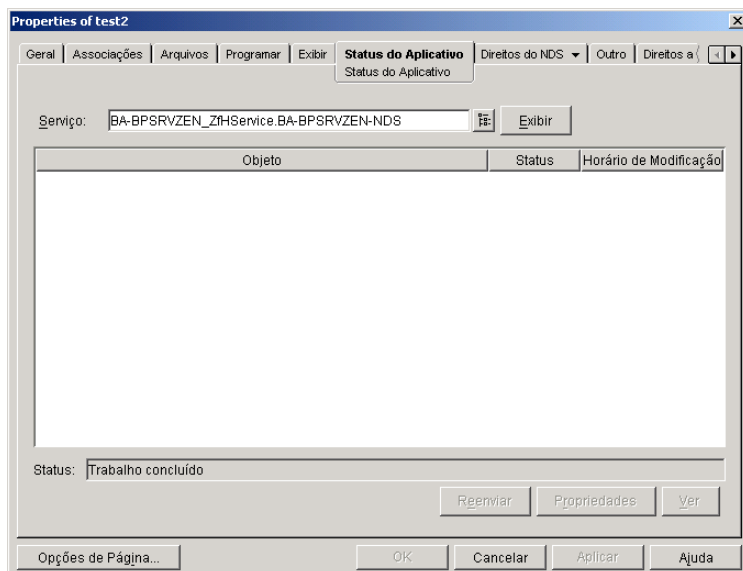 Properties of test2
Geral Associações Arquivos Programar Exibir Status do Aplicativo Direitos do NDS Outro Direitos a
Status do Aplicativo
Serviço: BA-BPSRVZEN_ZfHService.BA-BPSRVZEN-NDS Exibir
Objeto Status Horário de Modificação
Status: Trabalho concluído
Reenviar Propriedades Ver
Opções de Página... OK Cancelar Aplicar Ajuda